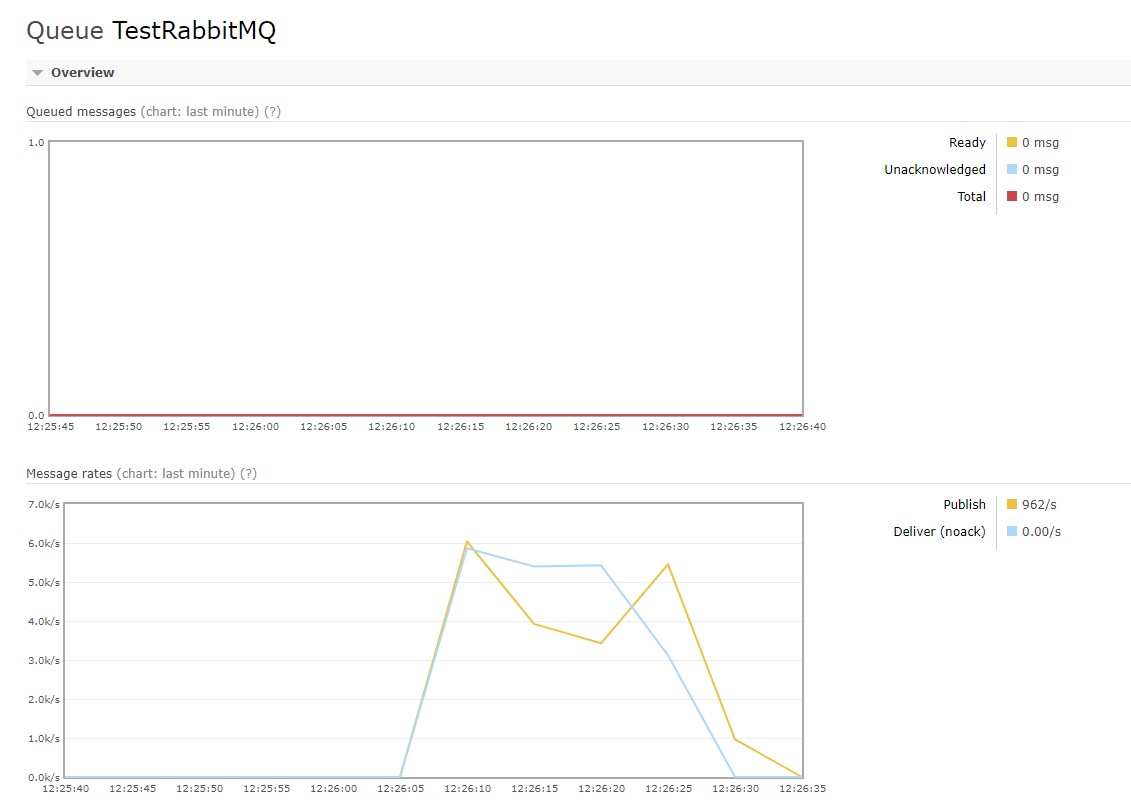 Queue TestRabbitMQ
Overview
Queued messages (chart: last minute) (?)
1.0
0.0
12:25:45 12:25:50 12:25:55 12:26:00 12:26:05 12:26:10 12:26:15 12:26:20 12:26:25 12:26:30 12:26:35 12:26:40
Ready 0 msg
Unacknowledged 0 msg
Total 0 msg
Message rates (chart: last minute) (?)
7.0k/s
6.0k/s
5.0k/s
4.0k/s
3.0k/s
2.0k/s
1.0k/s
0.0k/s
12:25:40 12:25:45 12:25:50 12:25:55 12:26:00 12:26:05 12:26:10 12:26:15 12:26:20 12:26:25 12:26:30 12:26:35
Publish 962/s
Deliver (noack) 0.00/s